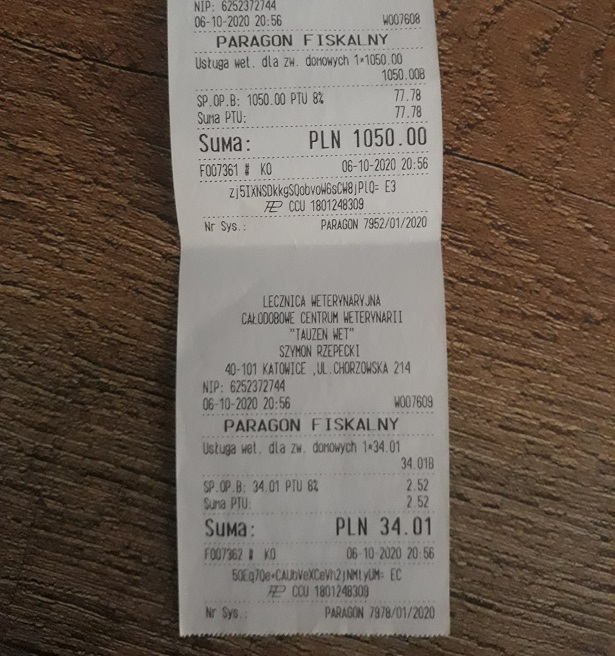 NIP: 6252372744
06-10-2020 20:56 W007608
PARAGON FISKALNY
Usługa wet. dla zw. domowych 1*1050.00
1050.00B
SP.OP.B: 1050.00 PTU 8% 77.78
Suma PTU: 77.78
Suma: PLN 1050.00
F007361 # KO 06-10-2020 20:56
E3
CCU 1801248309
Nr Sys.: PARAGON 7952/01/2020
LECZNICA WETERYNARYJNA
CAŁODOBOWE CENTRUM WETERYNARII
"TAUZEN WET"
SZYMON RZEPECKI
40-101 KATOWICE ,UL.CHORZOWSKA 214
NIP: 6252372744
06-10-2020 20:56 W007609
PARAGON FISKALNY
Usługa wet. dla zw. domowych 1*34.01
34.01B
SP.OP.B: 34.01 PTU 8% 2.52
Suma PTU: 2.52
Suma: PLN 34.01
F007362 # KO 06-10-2020 20:56
EC
CCU 1801248309
Nr Sys.: PARAGON 7978/01/2020